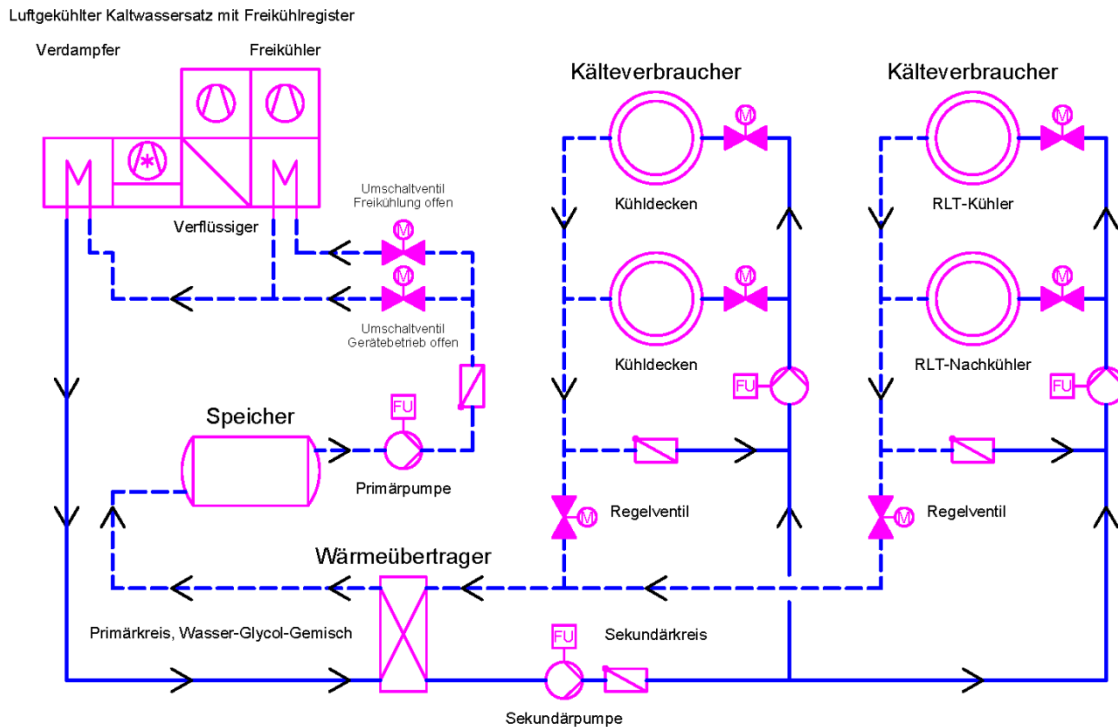 Luftgekühlter Kaltwassersatz mit Freikühlregister
Verdampfer
Freikühler
Kälteverbraucher
Kälteverbraucher
M
M
Umschaltventil
Freikühlung offen
Kühldecken
RLT-Kühler
Verflüssiger
M
M
M
M
Umschaltventil
Gerätebetrieb offen
Kühldecken
RLT-Nachkühler
FU
FU
FU
Speicher
Primärpumpe
M
Regelventil
M
Regelventil
Wärmeübertrager
Primärkreis, Wasser-Glycol-Gemisch
FU
Sekundärkreis
Sekundärpumpe